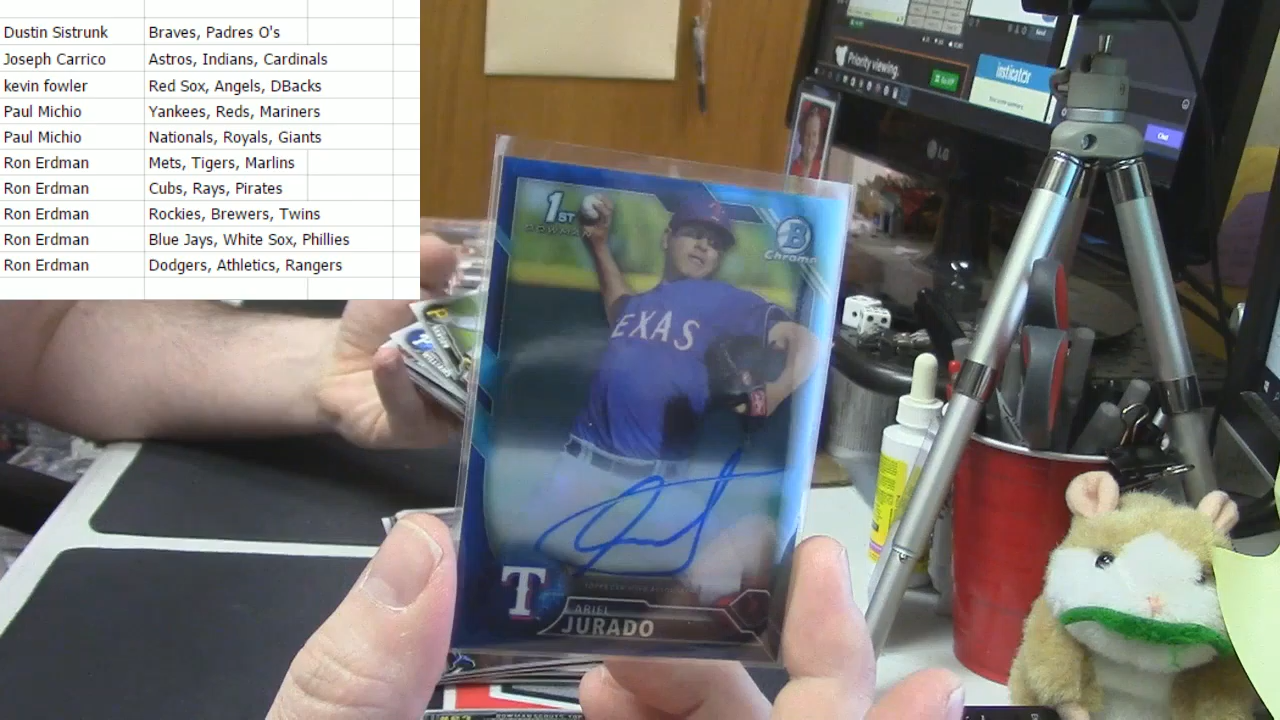 Dustin Sistrunk Braves, Padres O's
Joseph Carrico Astros, Indians, Cardinals
kevin fowler Red Sox, Angels, DBacks
Paul Michio Yankees, Reds, Mariners
Paul Michio Nationals, Royals, Giants
Ron Erdman Mets, Tigers, Marlins
Ron Erdman Cubs, Rays, Pirates
Ron Erdman Rockies, Brewers, Twins
Ron Erdman Blue Jays, White Sox, Phillies
Ron Erdman Dodgers, Athletics, Rangers
Priority viewing.
insticator
LG
1ST
BOWMAN
B
Chrome
TEXAS
T
ARIEL
JURADO